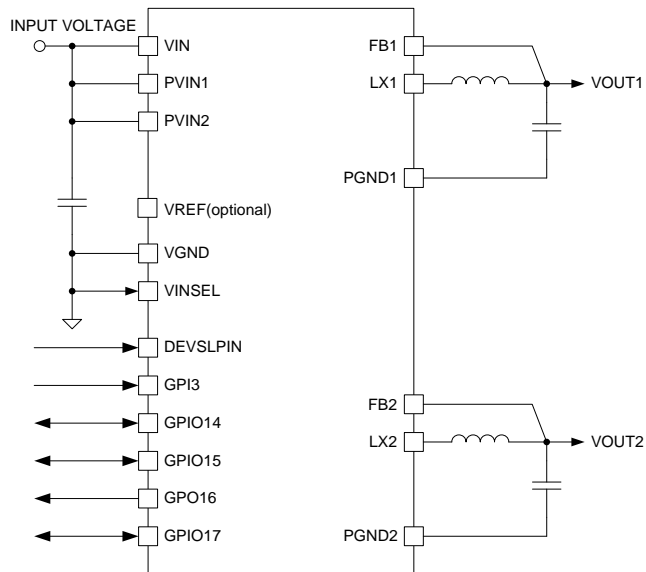 INPUT VOLTAGE
VIN
PVIN1
PVIN2
VREF(optional)
VGND
VINSEL
DEVSLPIN
GPI3
GPIO14
GPIO15
GPO16
GPIO17
FB1
LX1
VOUT1
PGND1
FB2
LX2
VOUT2
PGND2